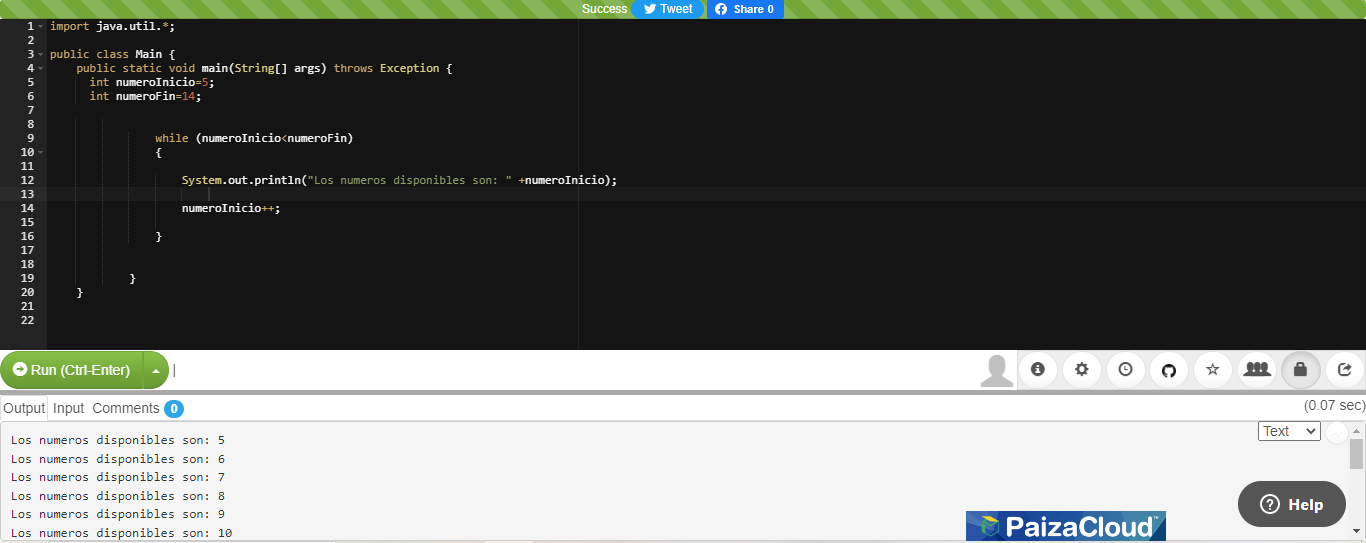 Success Tweet Share 0
1 import java.util.*;
2
3 public class Main {
4 public static void main(String[] args) throws Exception {
5 int numeroInicio=5;
6 int numeroFin=14;
7
8
9 while (numeroInicio<numeroFin)
10 {
11
12 System.out.println("Los numeros disponibles son: " +numeroInicio);
13
14 numeroInicio++;
15
16 }
17
18
19 }
20 }
21
22
Run (Ctrl-Enter)
Output Input Comments 0 (0.07 sec)
Text
Los numeros disponibles son: 5
Los numeros disponibles son: 6
Los numeros disponibles son: 7
Los numeros disponibles son: 8
Los numeros disponibles son: 9
Los numeros disponibles son: 10
Help
PaizaCloud